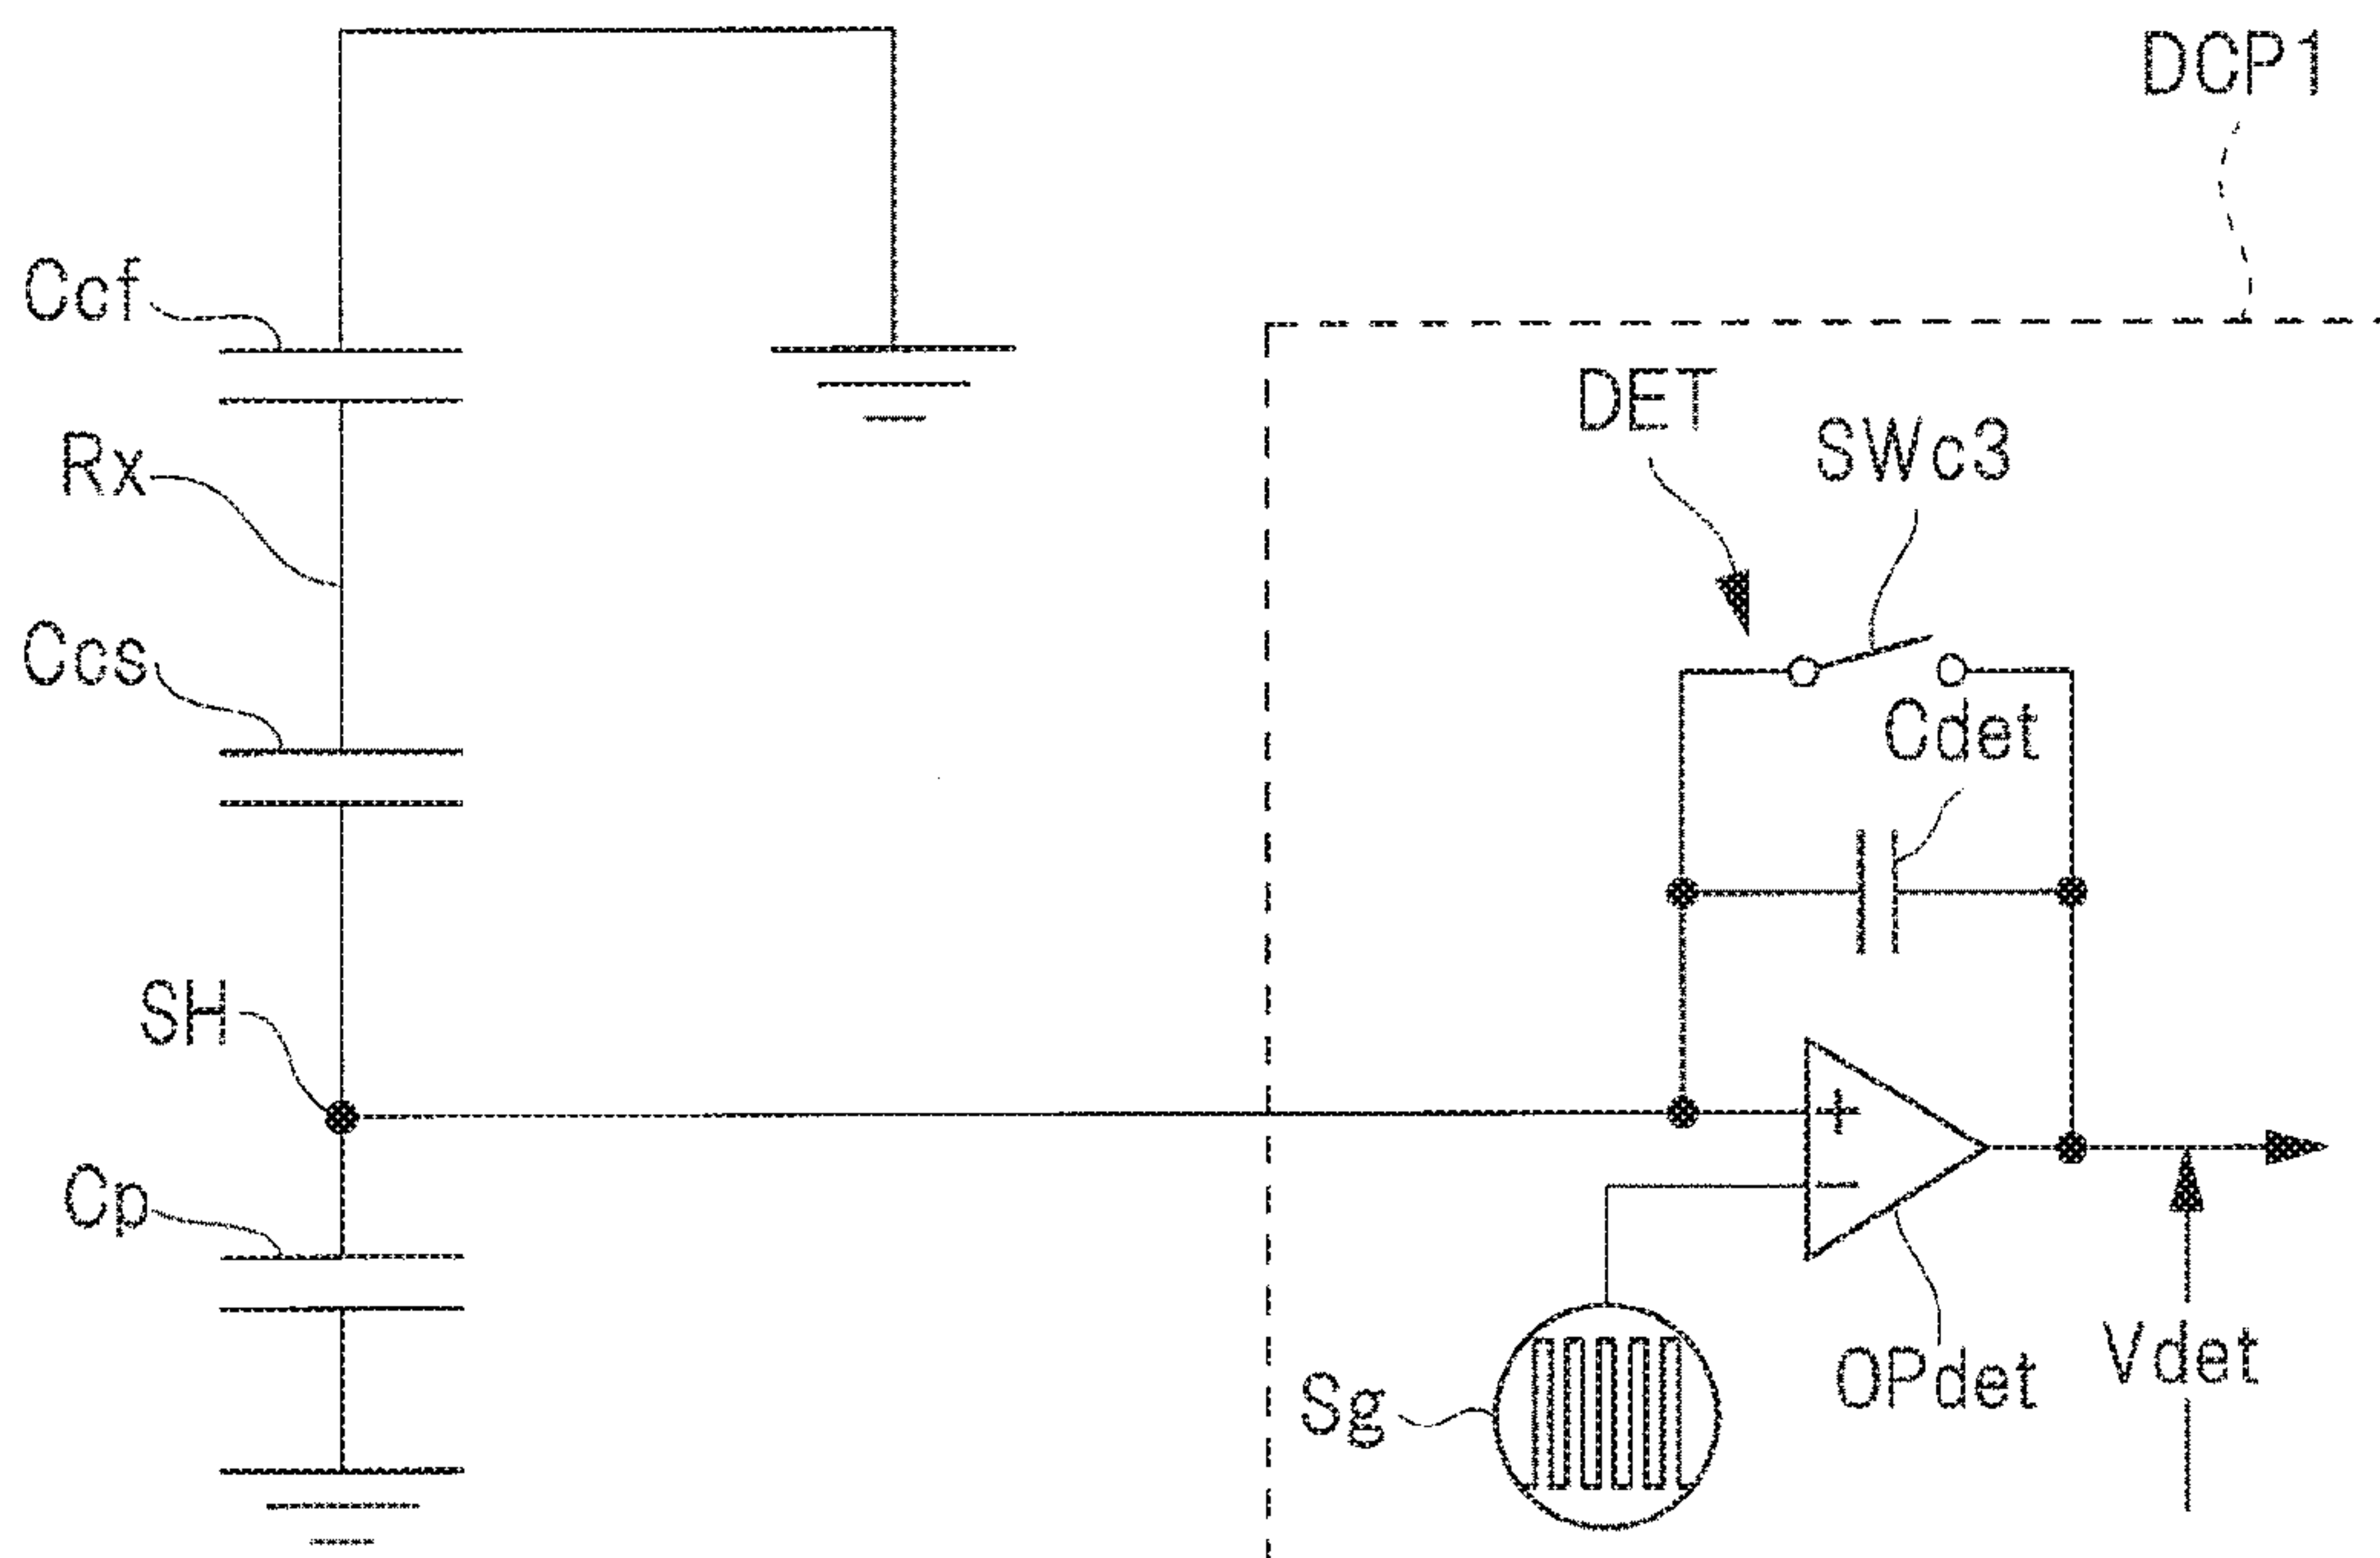 DCP1
Ccf
DET
SWc3
Rx
Ccs
Cdet
SH
+
Cp
−
Sg
OPdet
Vdet